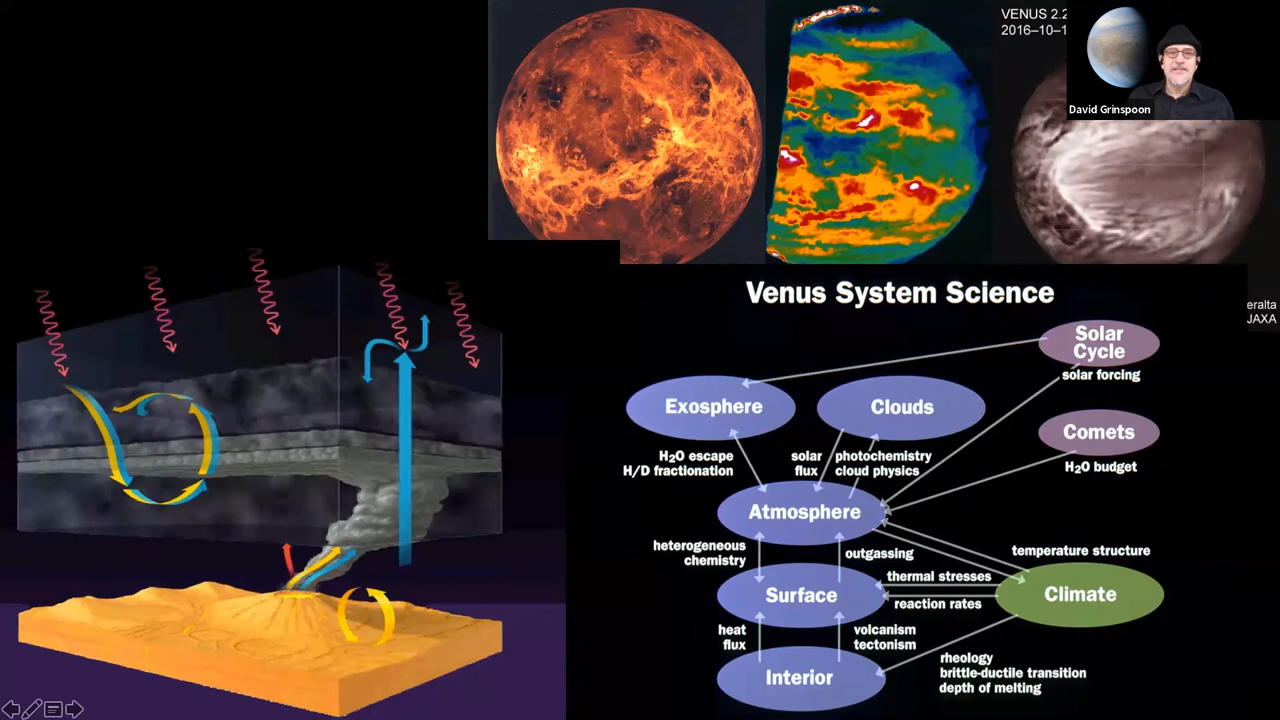 VENUS 2.2
2016–10–1
David Grinspoon
eralta
JAXA
Venus System Science
Solar
Cycle
solar forcing
Exosphere
Clouds
Comets
H₂O budget
H₂O escape
H/D fractionation
solar
flux
photochemistry
cloud physics
Atmosphere
heterogeneous
chemistry
outgassing
temperature structure
thermal stresses
reaction rates
Surface
Climate
heat
flux
volcanism
tectonism
Interior
rheology
brittle-ductile transition
depth of melting